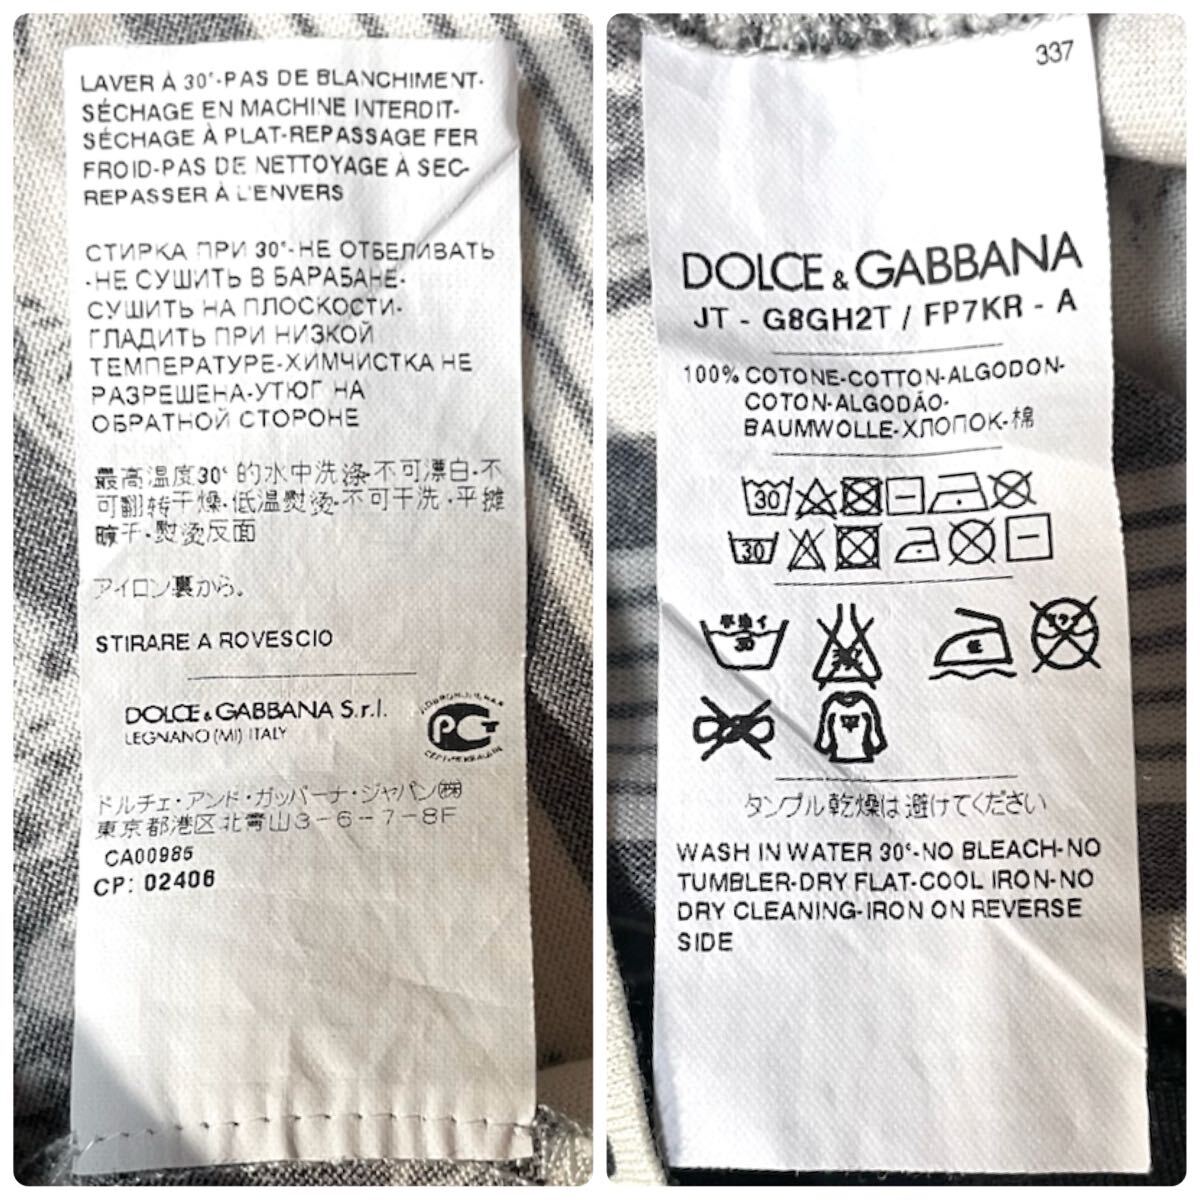 LAVER À 30°-PAS DE BLANCHIMENT-
SÉCHAGE EN MACHINE INTERDIT-
SÉCHAGE À PLAT-REPASSAGE FER
FROID-PAS DE NETTOYAGE À SEC-
REPASSER À L'ENVERS
СТИРКА ПРИ 30°-НЕ ОТБЕЛИВАТЬ
-НЕ СУШИТЬ В БАРАБАНЕ-
СУШИТЬ НА ПЛОСКОСТИ-
ГЛАДИТЬ ПРИ НИЗКОЙ
ТЕМПЕРАТУРЕ-ХИМЧИСТКА НЕ
РАЗРЕШЕНА-УТЮГ НА
ОБРАТНОЙ СТОРОНЕ
最高温度30°的水中洗涤-不可漂白-不
可翻转干燥-低温熨烫-不可干洗-平摊
晾干-熨烫反面
アイロン裏から。
STIRARE A ROVESCIO
DOLCE & GABBANA S.r.l.
LEGNANO (MI) ITALY
ドルチェ・アンド・ガッバーナ・ジャパン㈱
東京都港区北青山3-6-7-8F
CA00985
CP: 02406
337
DOLCE & GABBANA
JT - G8GH2T / FP7KR - A
100% COTONE-COTTON-ALGODON-
COTON-ALGODÃO-
BAUMWOLLE-ХЛОПОК-棉
30
30
手洗イ
30
低
タンブル乾燥は避けてください
WASH IN WATER 30°-NO BLEACH-NO
TUMBLER-DRY FLAT-COOL IRON-NO
DRY CLEANING-IRON ON REVERSE
SIDE